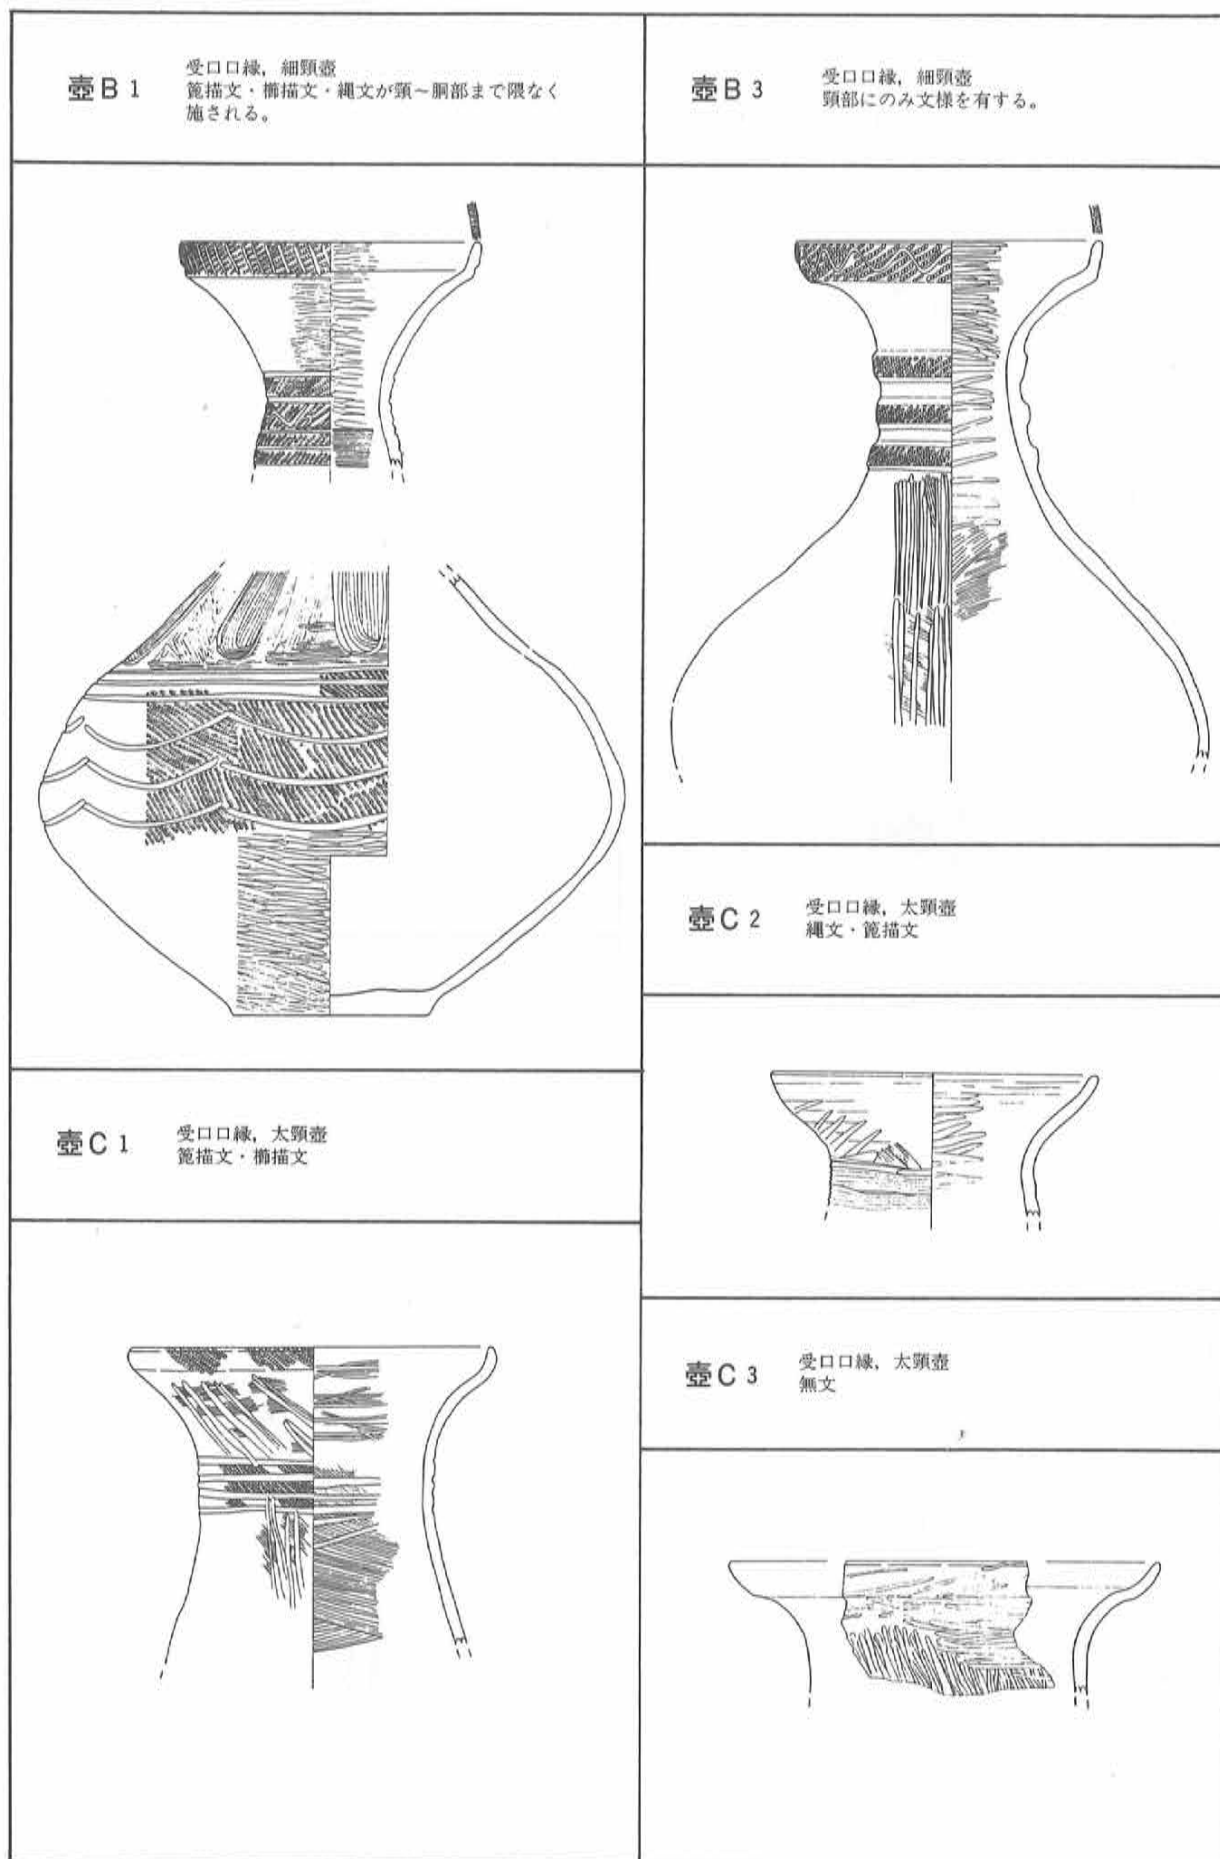 壺B1
受口口縁，細頸壺
箆描文・櫛描文・縄文が頸～胴部まで隈なく
施される。
壺B3
受口口縁，細頸壺
頸部にのみ文様を有する。
壺C2
受口口縁，太頸壺
縄文・箆描文
壺C1
受口口縁，太頸壺
箆描文・櫛描文
壺C3
受口口縁，太頸壺
無文